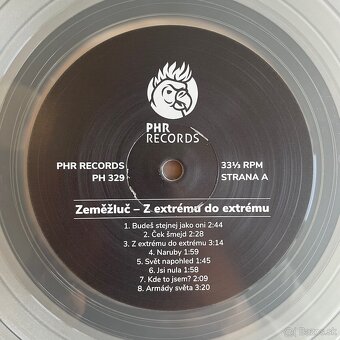 PHR
RECORDS
PHR RECORDS
PH 329
33⅓ RPM
STRANA A
Zeměžluč – Z extrému do extrému
1. Budeš stejnej jako oni 2:44
2. Ček šmejd 2:28
3. Z extrému do extrému 3:14
4. Naruby 1:59
5. Svět napohled 1:45
6. Jsi nula 1:58
7. Kde to jsem? 2:09
8. Armády světa 3:20